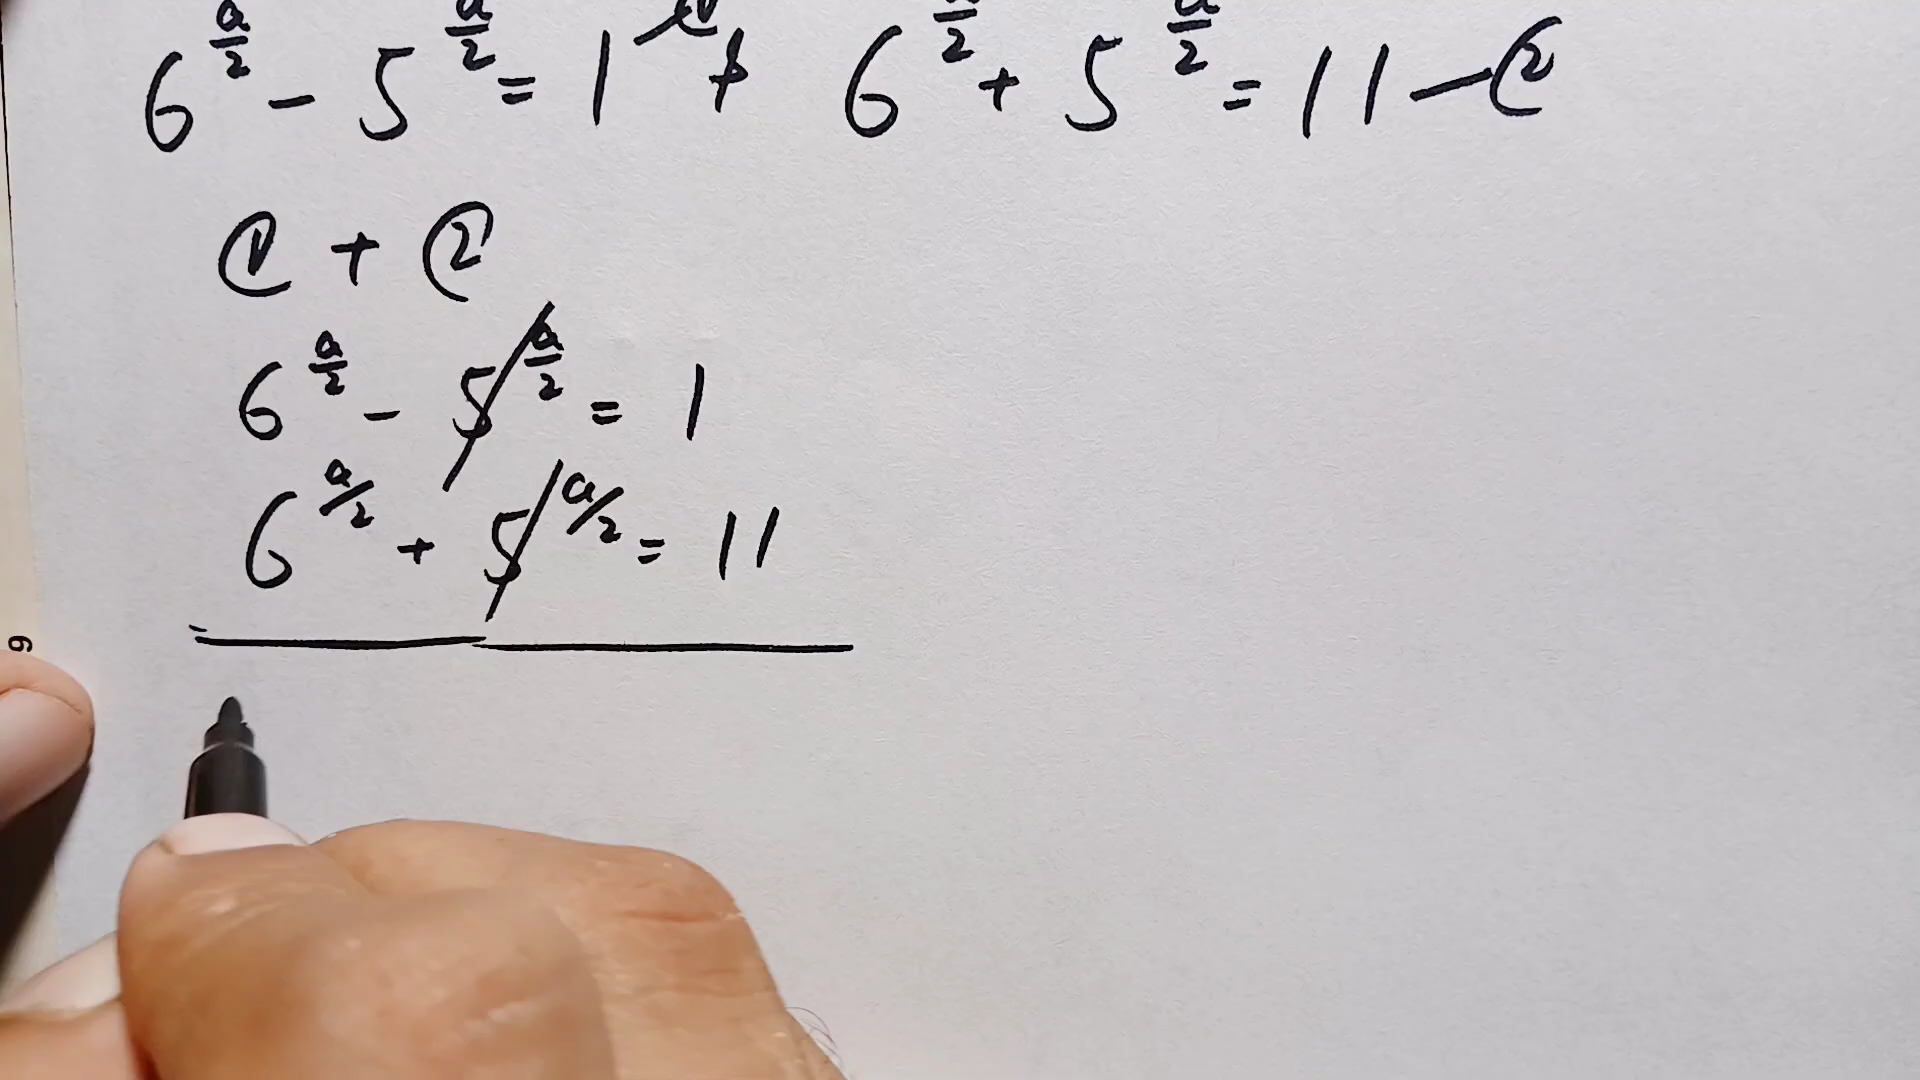 6^(a/2) - 5^(a/2) = 1 —① & 6^(a/2) + 5^(a/2) = 11 —②
① + ②
6^(a/2) - 5^(a/2) = 1
6^(a/2) + 5^(a/2) = 11
9